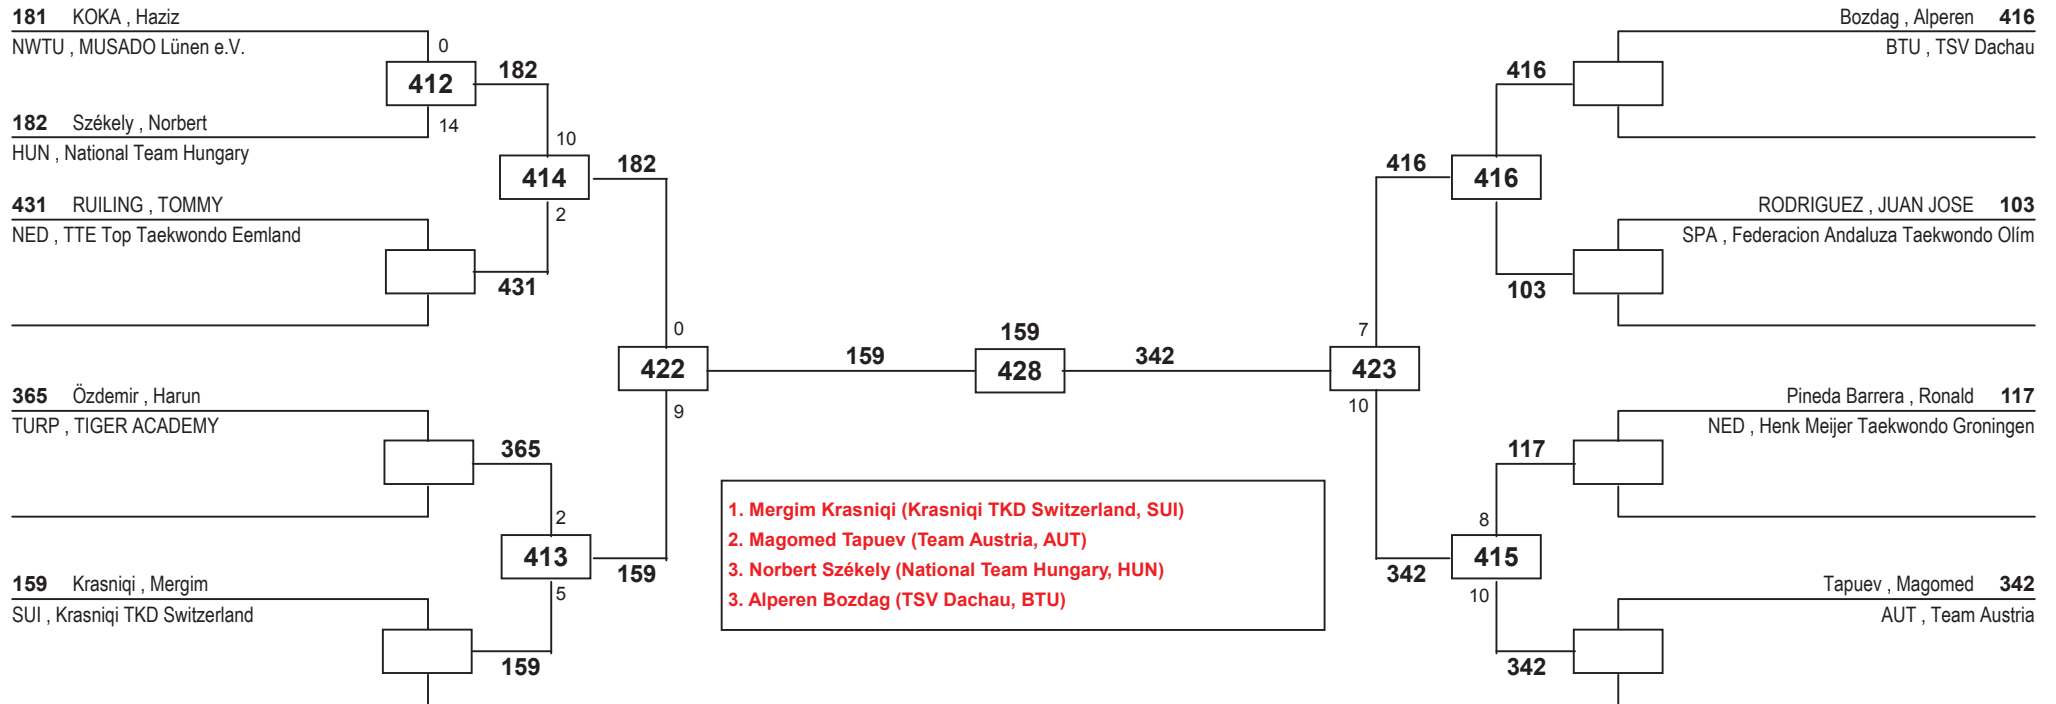 181 KOKA , Haziz
NWTU , MUSADO Lünen e.V.
0
412
182
14
182 Székely , Norbert
HUN , National Team Hungary
10
414
182
2
431 RUILING , TOMMY
NED , TTE Top Taekwondo Eemland
431
0
422
159
9
365 Özdemir , Harun
TURP , TIGER ACADEMY
365
2
413
159
5
159 Krasniqi , Mergim
SUI , Krasniqi TKD Switzerland
159
159
428
342
1. Mergim Krasniqi (Krasniqi TKD Switzerland, SUI)
2. Magomed Tapuev (Team Austria, AUT)
3. Norbert Székely (National Team Hungary, HUN)
3. Alperen Bozdag (TSV Dachau, BTU)
Bozdag , Alperen 416
BTU , TSV Dachau
416
416
416
RODRIGUEZ , JUAN JOSE 103
SPA , Federacion Andaluza Taekwondo Olím
103
7
423
10
Pineda Barrera , Ronald 117
NED , Henk Meijer Taekwondo Groningen
117
8
415
342
10
Tapuev , Magomed 342
AUT , Team Austria
342